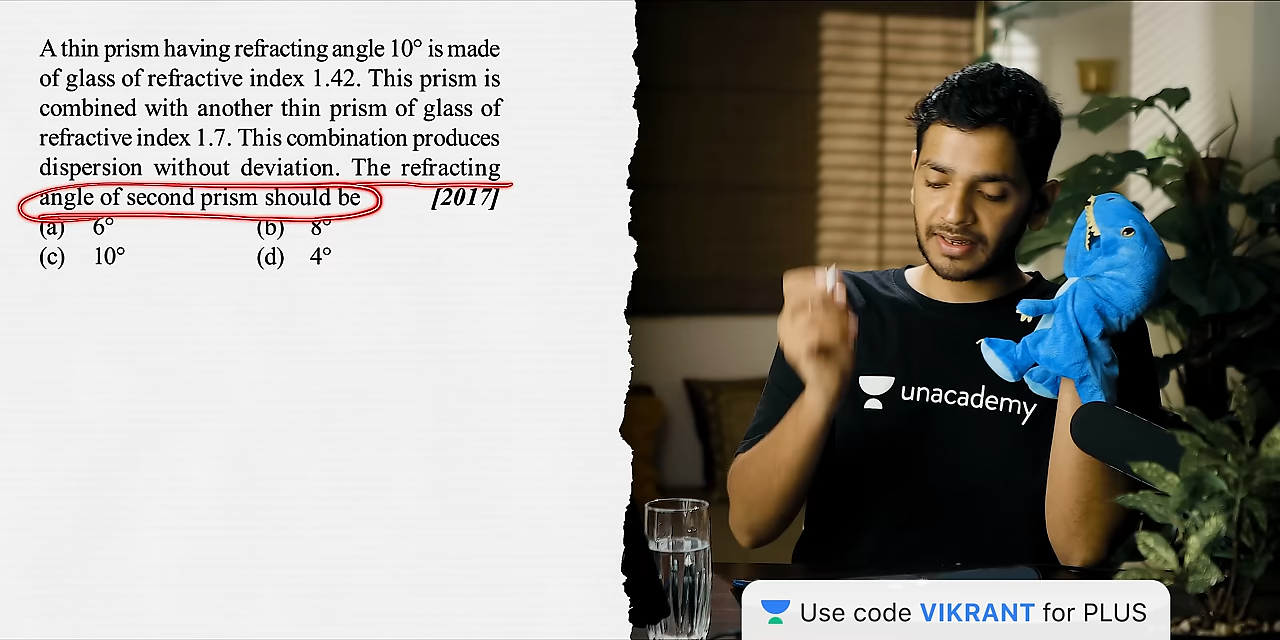 A thin prism having refracting angle 10° is made
of glass of refractive index 1.42. This prism is
combined with another thin prism of glass of
refractive index 1.7. This combination produces
dispersion without deviation. The refracting
angle of second prism should be [2017]
(a) 6° (b) 8°
(c) 10° (d) 4°
unacademy
Use code VIKRANT for PLUS